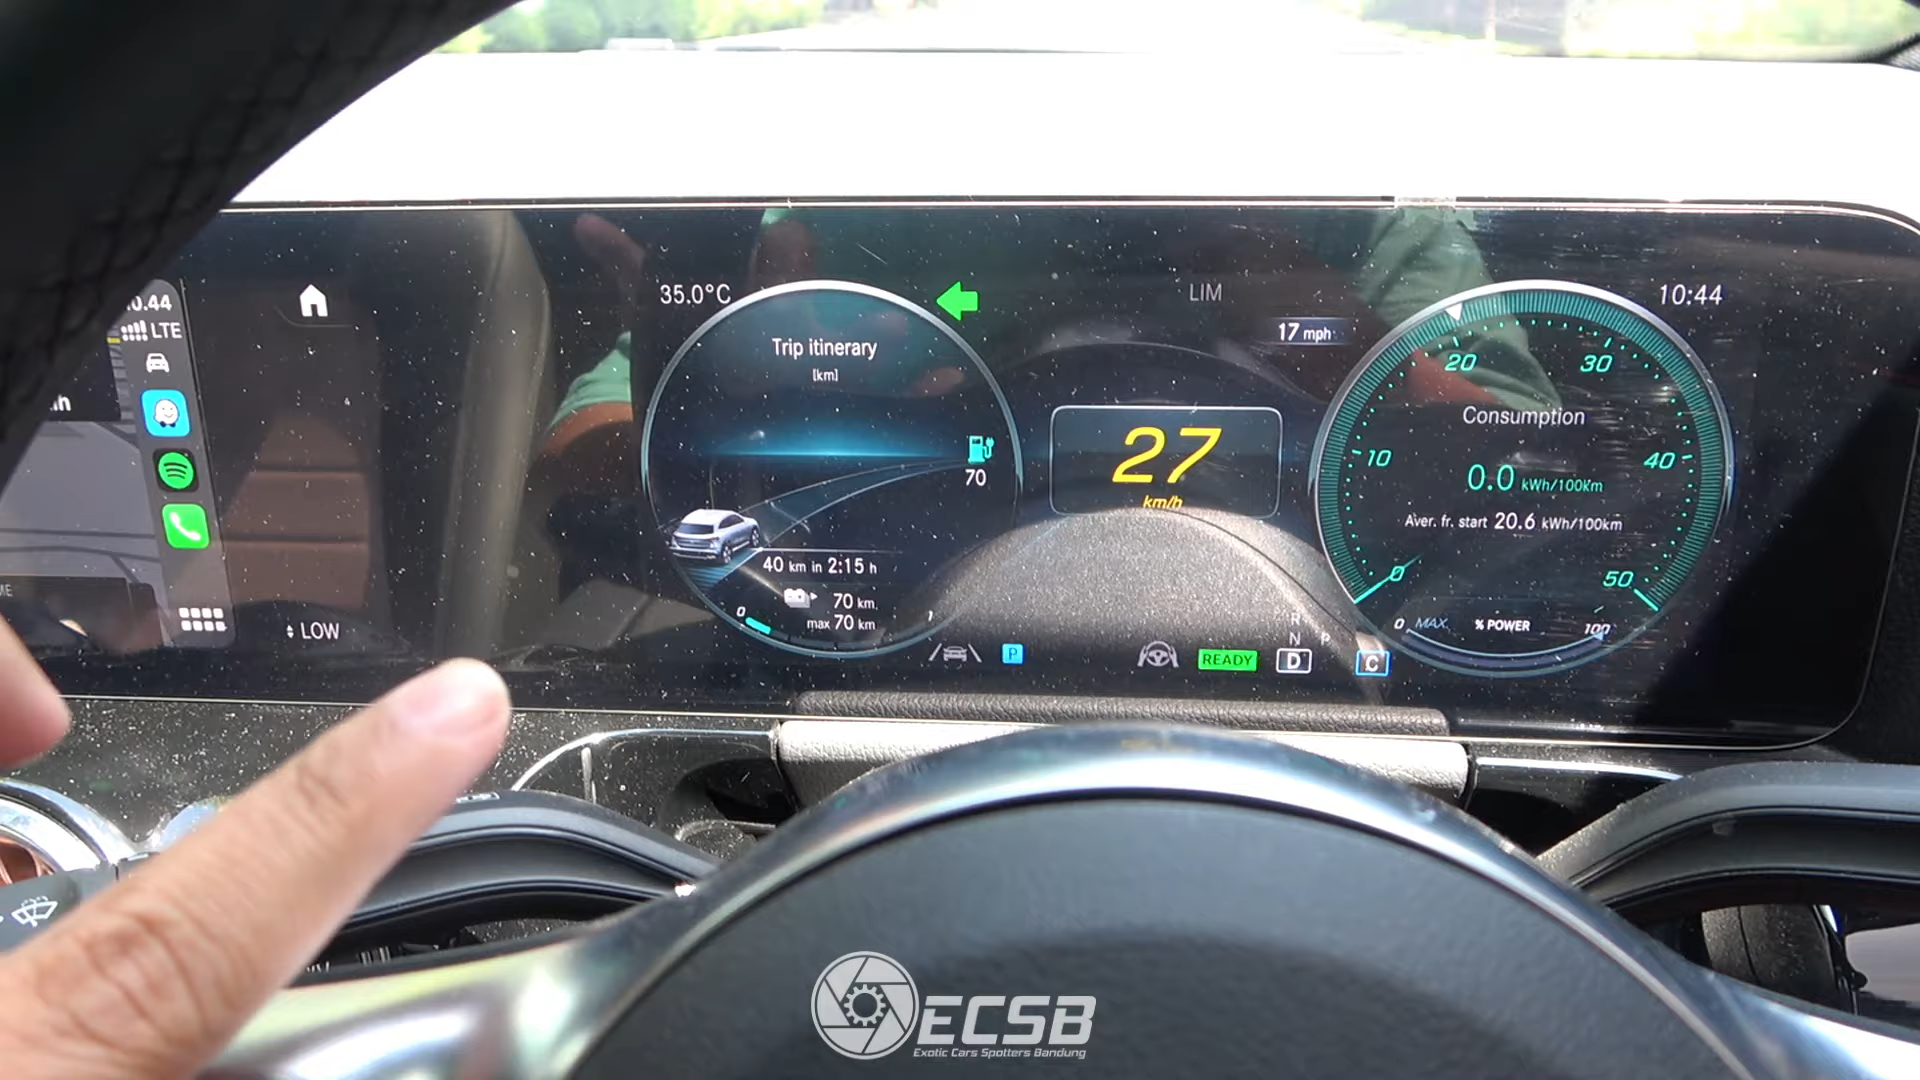 10:44
LTE
LOW
35.0°C
Trip itinerary
[km]
70
40 km in 2:15 h
70 km
max 70 km
0
1
P
LIM
17 mph
27
km/h
READY
R
N
P
D
C
10:44
20
30
10
40
0
50
Consumption
0.0 kWh/100Km
Aver. fr. start 20.6 kWh/100km
0 MAX. % POWER 100
ECSB
Exotic Cars Spotters Bandung